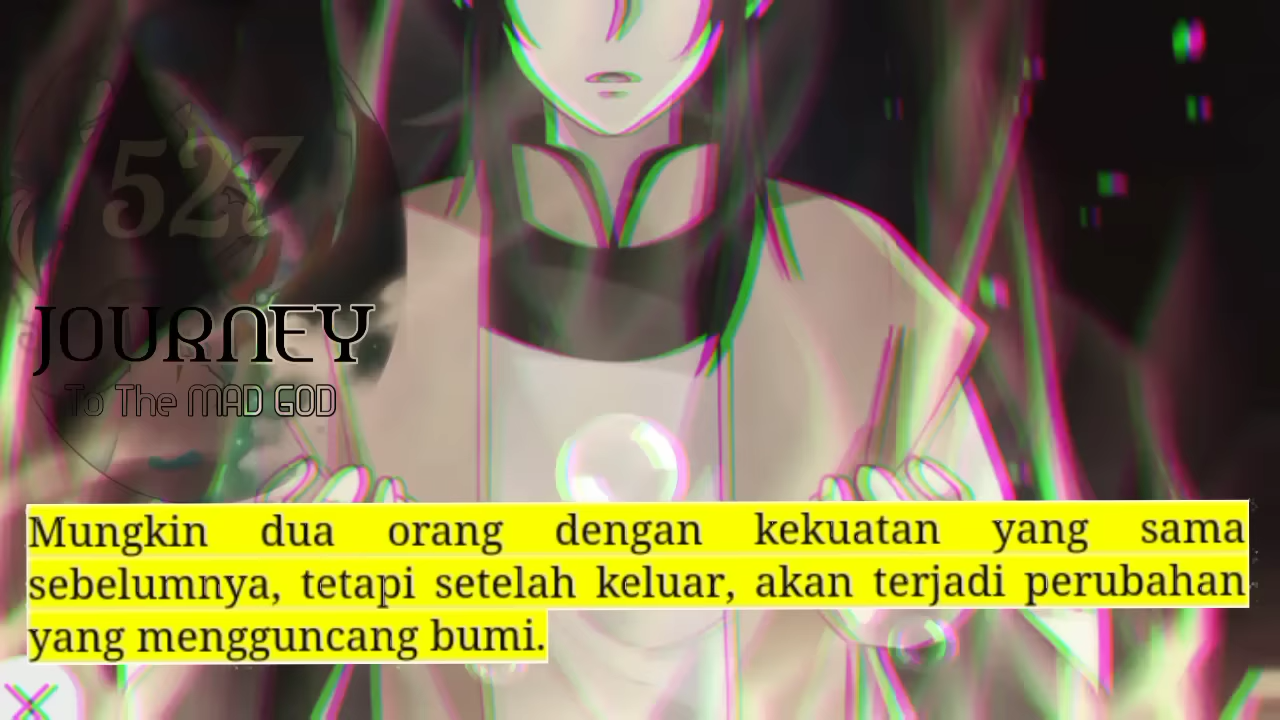 527
JOURNEY
To The MAD GOD
Mungkin dua orang dengan kekuatan yang sama
sebelumnya, tetapi setelah keluar, akan terjadi perubahan
yang mengguncang bumi.